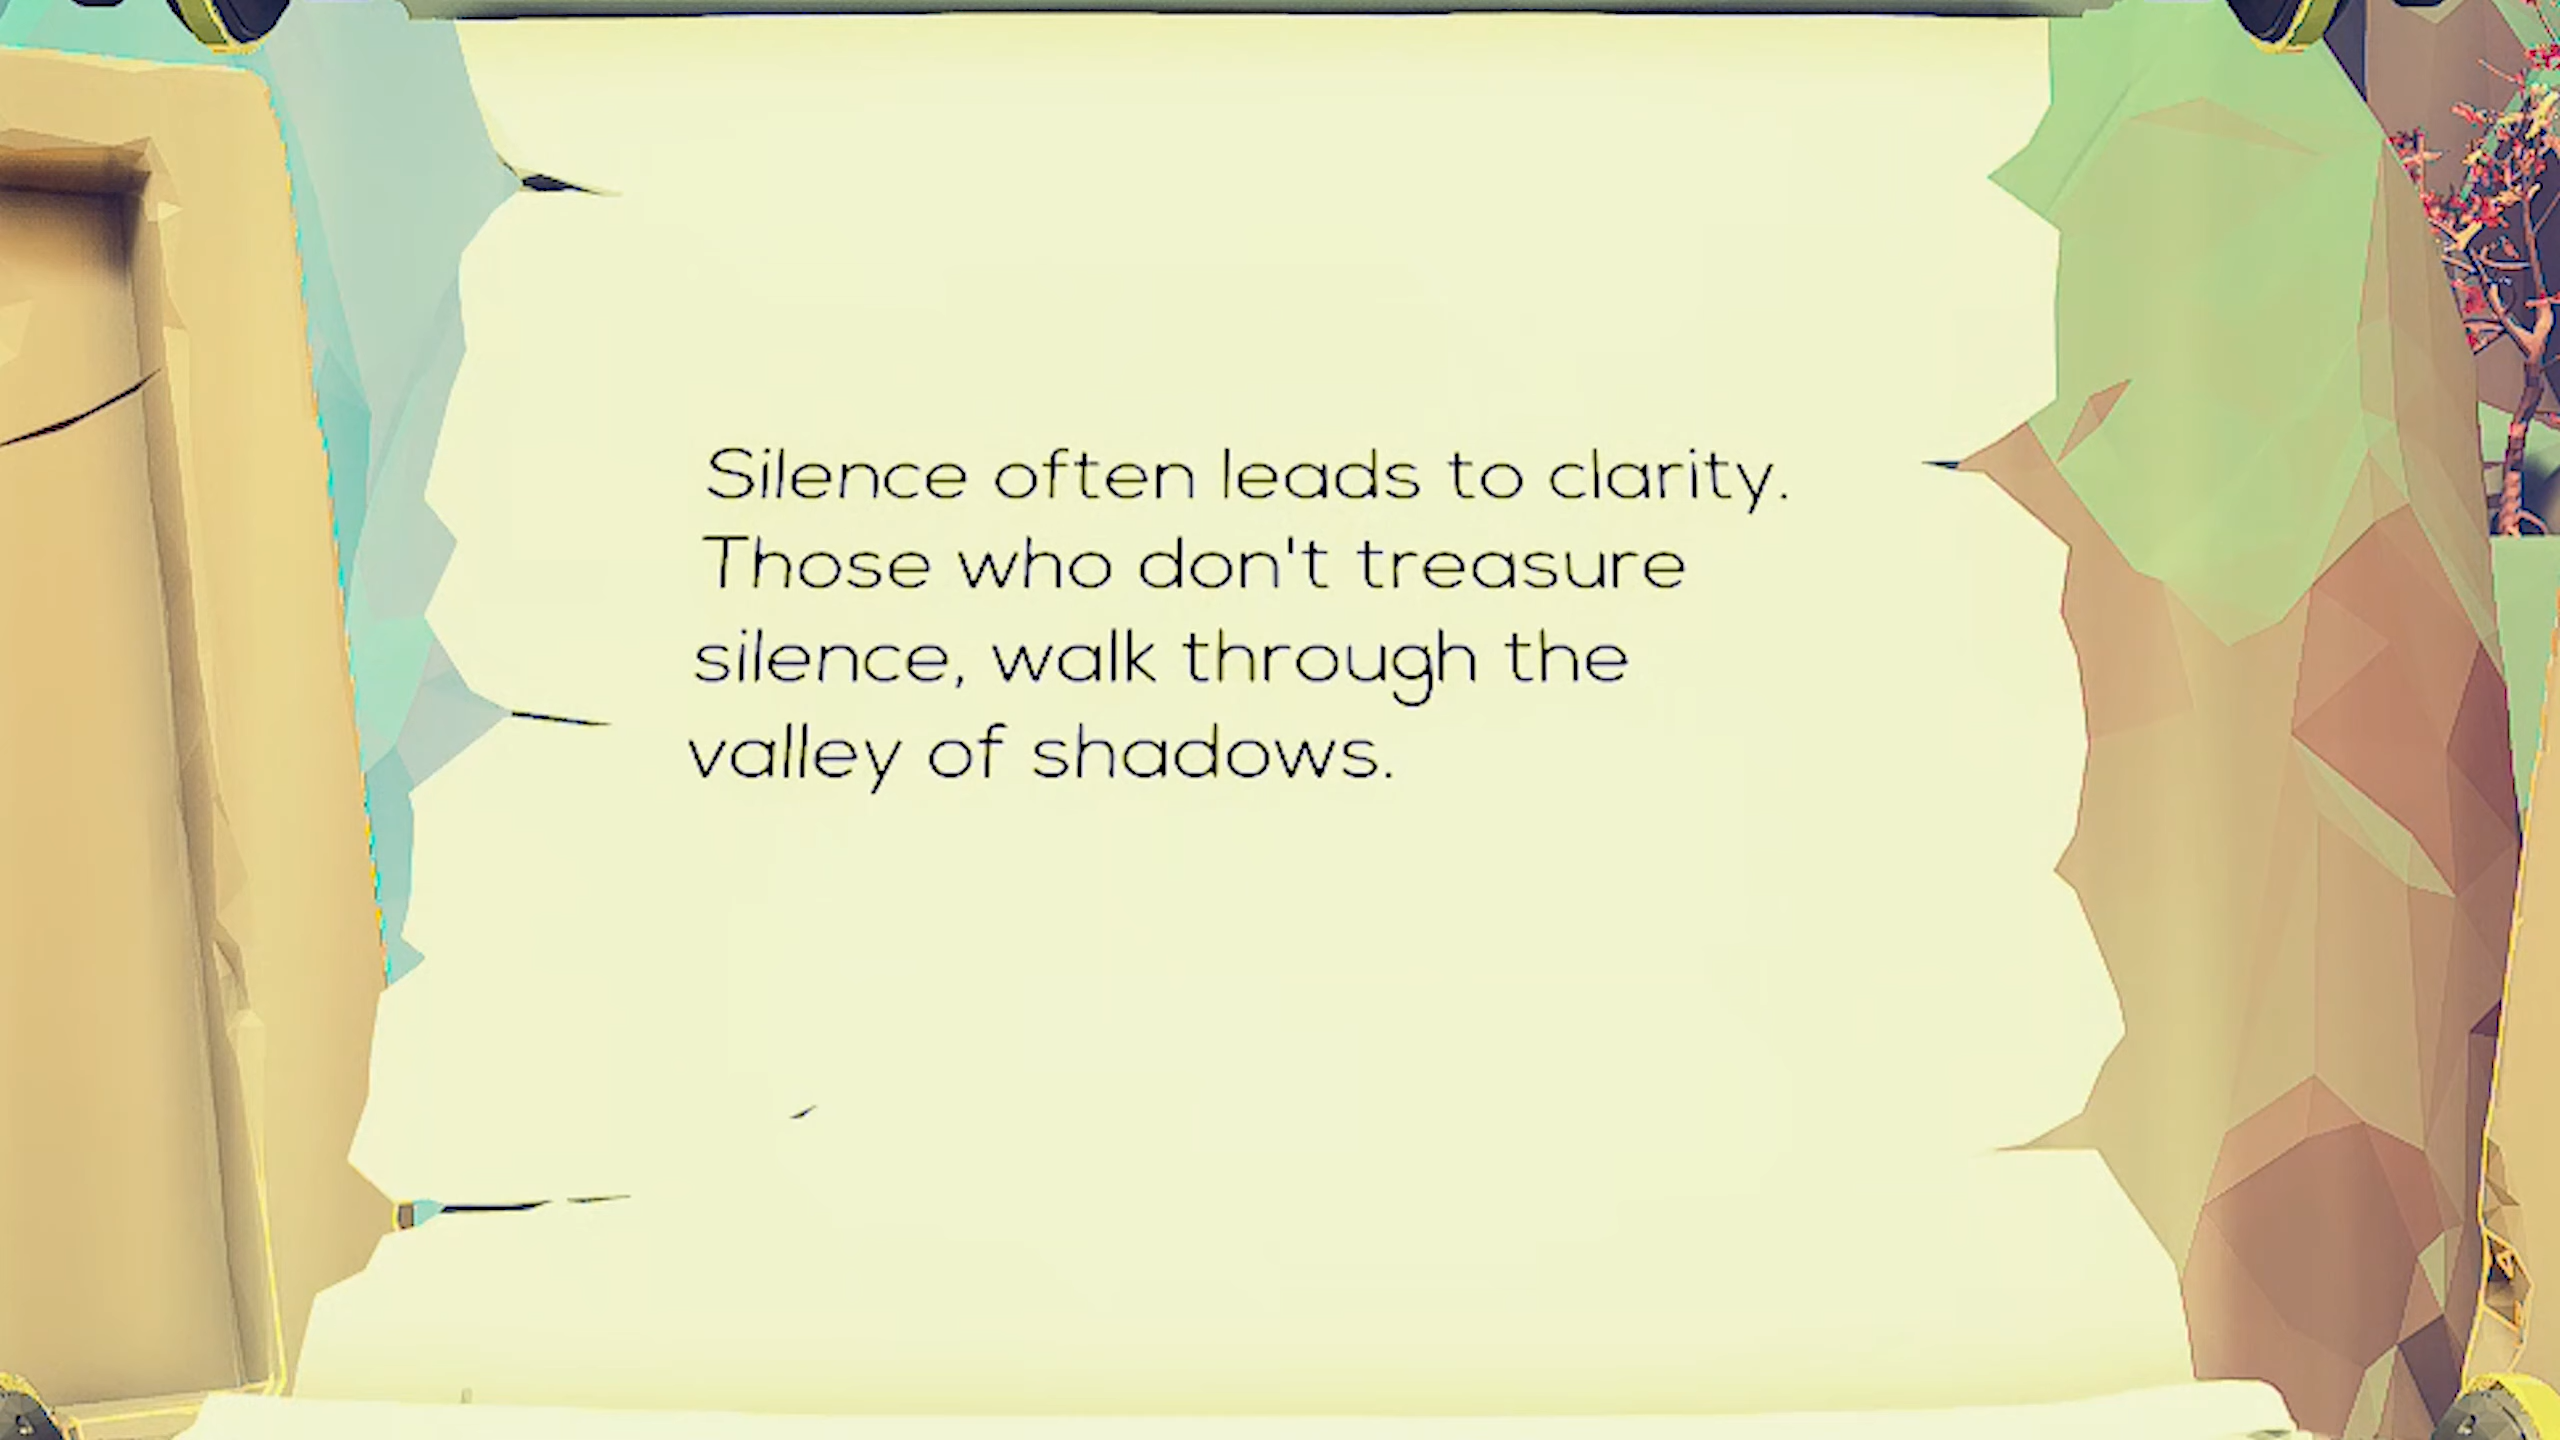 Silence often leads to clarity.
Those who don't treasure
silence, walk through the
valley of shadows.